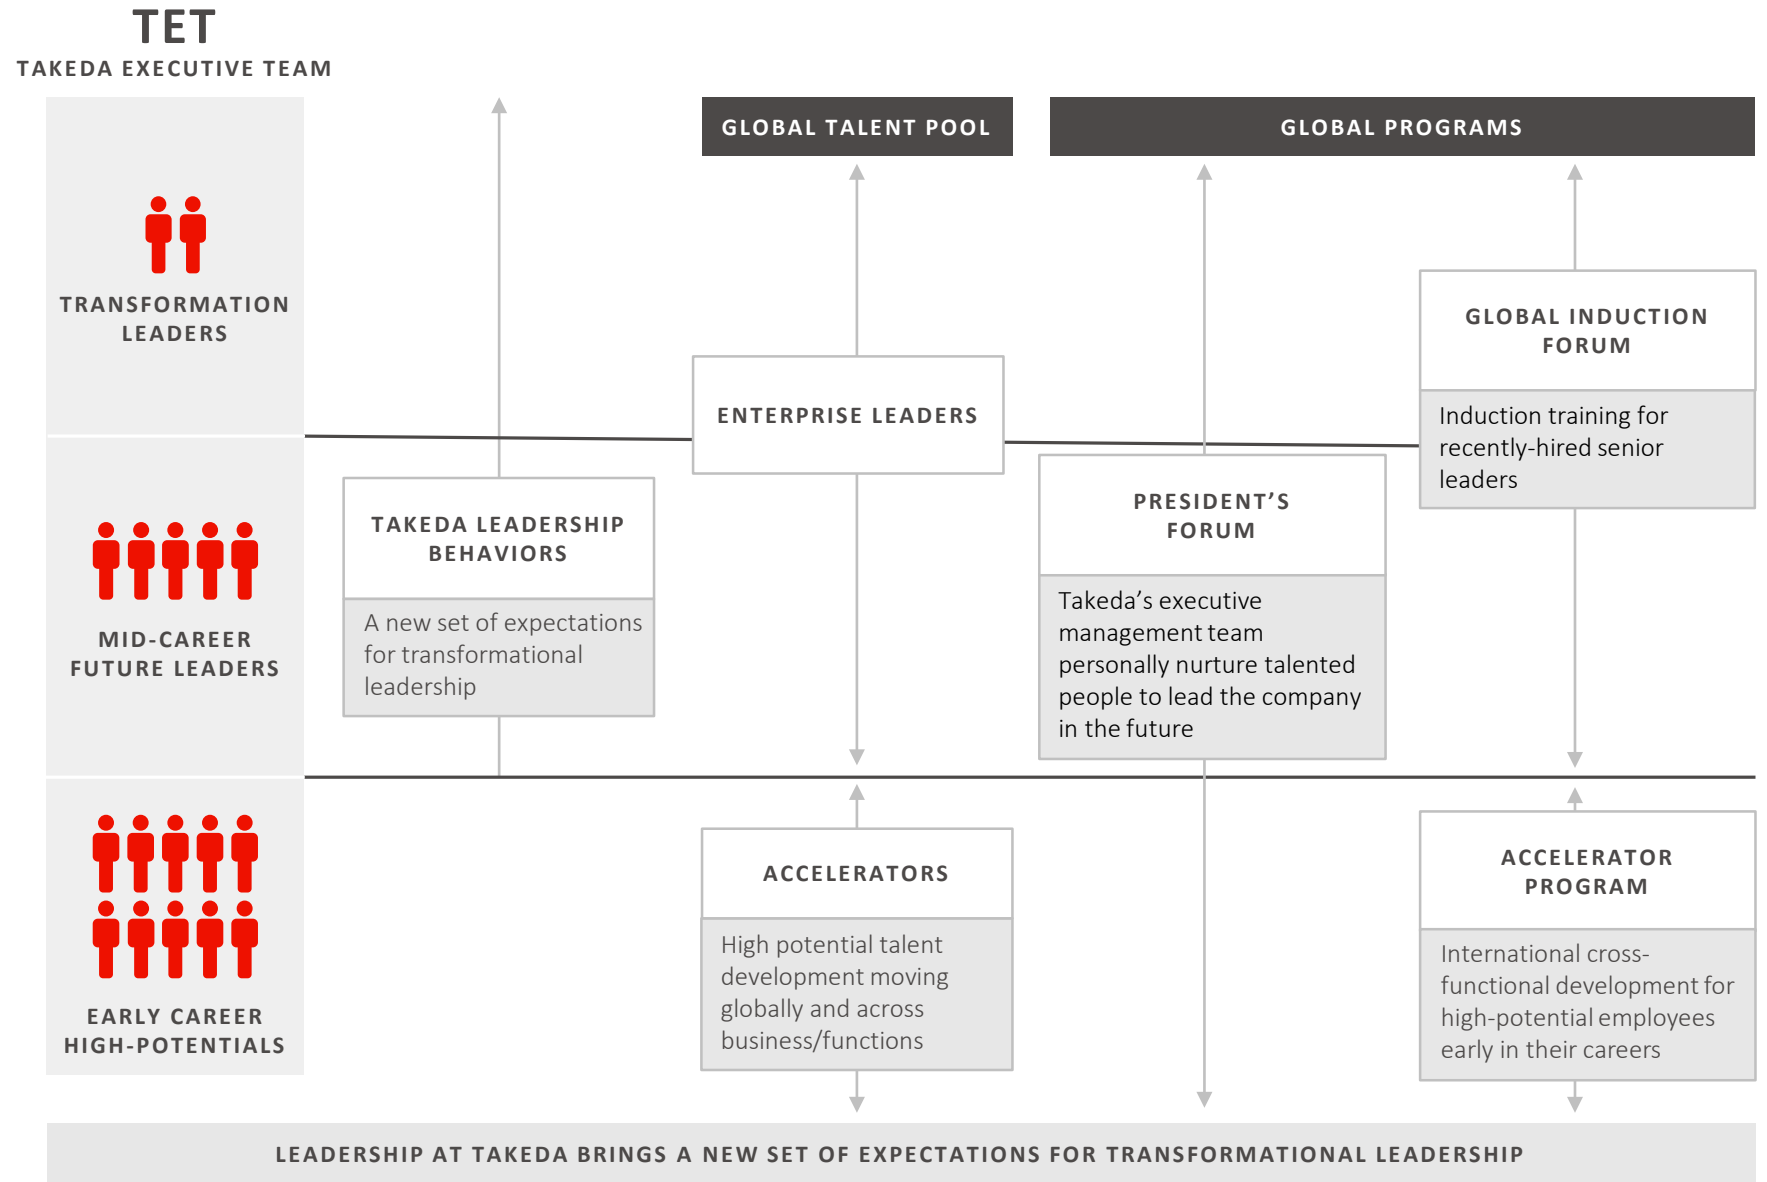 TET
TAKEDA EXECUTIVE TEAM
GLOBAL TALENT POOL
GLOBAL PROGRAMS
TRANSFORMATION
LEADERS
GLOBAL INDUCTION
FORUM
Induction training for
recently-hired senior
leaders
ENTERPRISE LEADERS
MID-CAREER
FUTURE LEADERS
TAKEDA LEADERSHIP
BEHAVIORS
A new set of expectations
for transformational
leadership
PRESIDENT’S
FORUM
Takeda’s executive
management team
personally nurture talented
people to lead the company
in the future
EARLY CAREER
HIGH-POTENTIALS
ACCELERATORS
High potential talent
development moving
globally and across
business/functions
ACCELERATOR
PROGRAM
International cross-
functional development for
high-potential employees
early in their careers
LEADERSHIP AT TAKEDA BRINGS A NEW SET OF EXPECTATIONS FOR TRANSFORMATIONAL LEADERSHIP